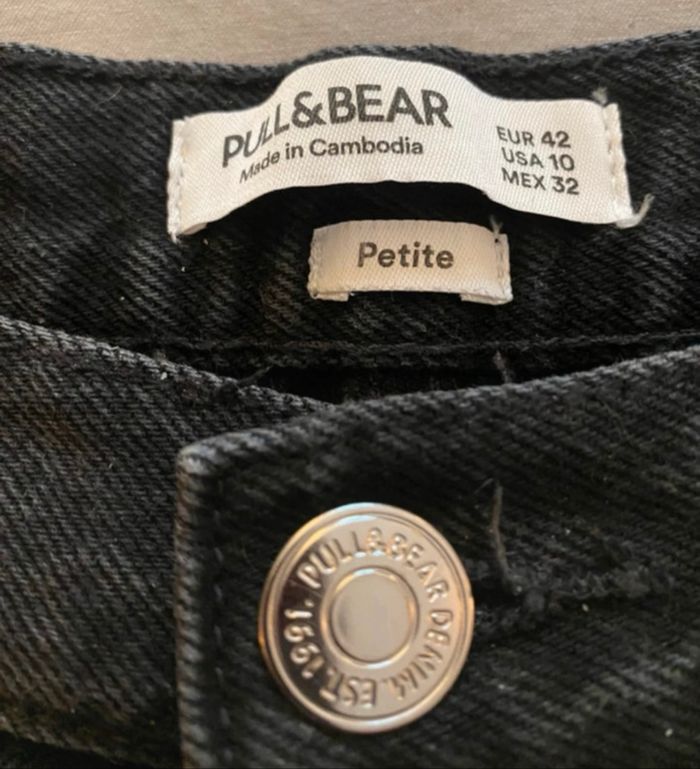 PULL&BEAR
Made in Cambodia
EUR 42
USA 10
MEX 32
Petite
PULL&BEAR DENIM. EST. 1991.